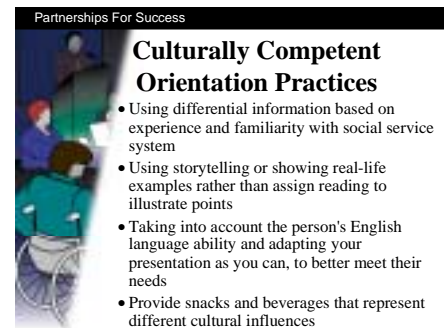 Partnerships For Success
Culturally Competent
Orientation Practices
• Using differential information based on
experience and familiarity with social service
system
• Using storytelling or showing real-life
examples rather than assign reading to
illustrate points
• Taking into account the person's English
language ability and adapting your
presentation as you can, to better meet their
needs
• Provide snacks and beverages that represent
different cultural influences